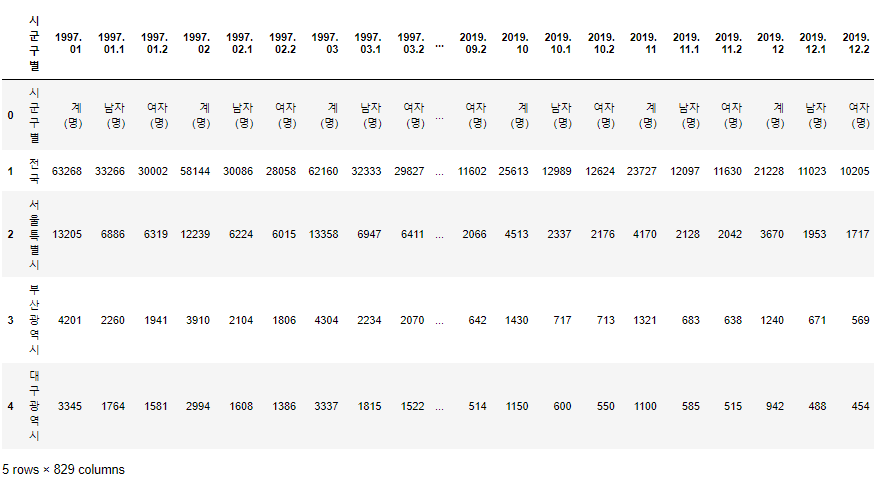 시군구별 1997.01 1997.01.1 1997.01.2 1997.02 1997.02.1 1997.02.2 1997.03 1997.03.1 1997.03.2 ... 2019.09.2 2019.10 2019.10.1 2019.10.2 2019.11 2019.11.1 2019.11.2 2019.12 2019.12.1 2019.12.2
0 시군구별 계(명) 남자(명) 여자(명) 계(명) 남자(명) 여자(명) 계(명) 남자(명) 여자(명) ... 여자(명) 계(명) 남자(명) 여자(명) 계(명) 남자(명) 여자(명) 계(명) 남자(명) 여자(명)
1 전국 63268 33266 30002 58144 30086 28058 62160 32333 29827 ... 11602 25613 12989 12624 23727 12097 11630 21228 11023 10205
2 서울특별시 13205 6886 6319 12239 6224 6015 13358 6947 6411 ... 2066 4513 2337 2176 4170 2128 2042 3670 1953 1717
3 부산광역시 4201 2260 1941 3910 2104 1806 4304 2234 2070 ... 642 1430 717 713 1321 683 638 1240 671 569
4 대구광역시 3345 1764 1581 2994 1608 1386 3337 1815 1522 ... 514 1150 600 550 1100 585 515 942 488 454
5 rows × 829 columns